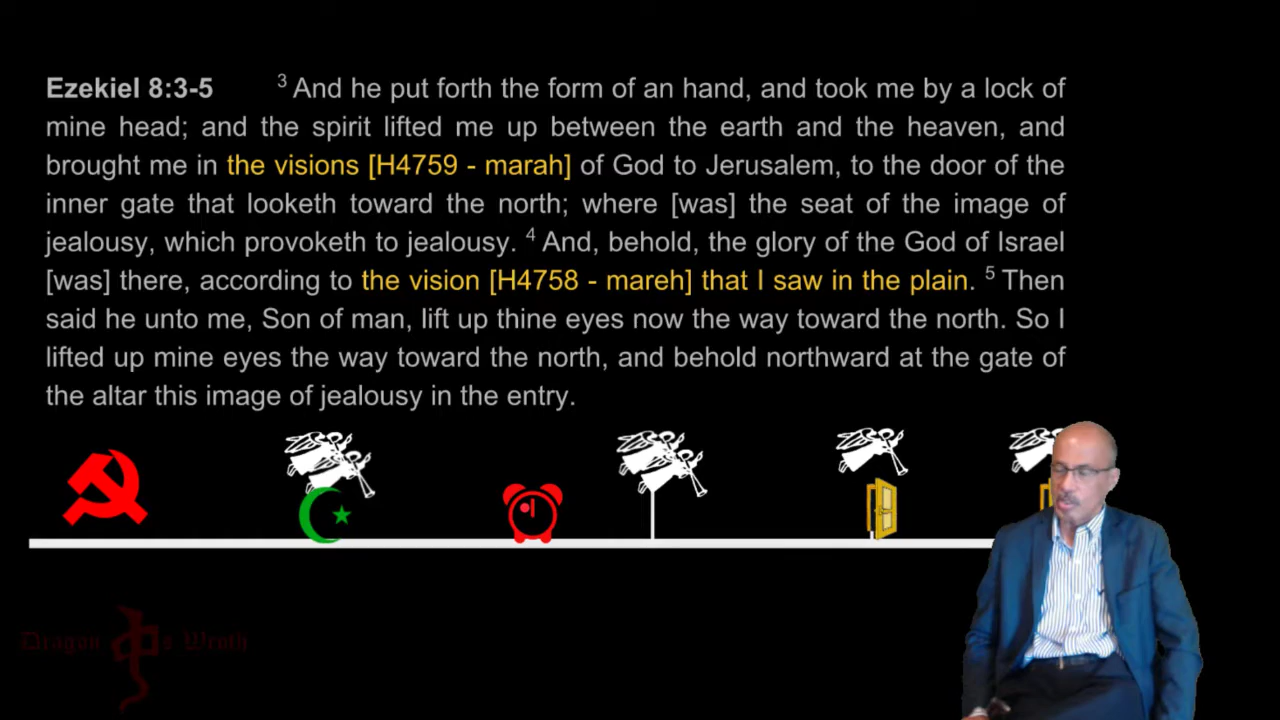 Ezekiel 8:3-5 3 And he put forth the form of an hand, and took me by a lock of
mine head; and the spirit lifted me up between the earth and the heaven, and
brought me in the visions [H4759 - marah] of God to Jerusalem, to the door of the
inner gate that looketh toward the north; where [was] the seat of the image of
jealousy, which provoketh to jealousy. 4 And, behold, the glory of the God of Israel
[was] there, according to the vision [H4758 - mareh] that I saw in the plain. 5 Then
said he unto me, Son of man, lift up thine eyes now the way toward the north. So I
lifted up mine eyes the way toward the north, and behold northward at the gate of
the altar this image of jealousy in the entry.
Dragon s Wroth